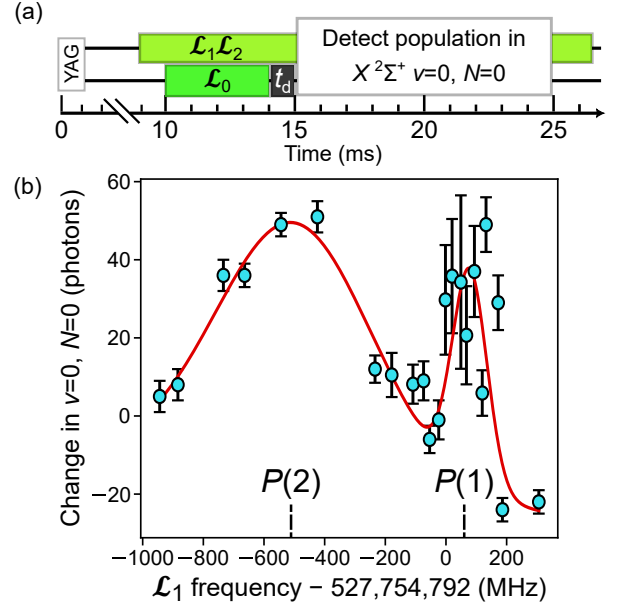 (a)
YAG
ℒ₁ℒ₂
ℒ₀
t_d
Detect population in
X ²Σ⁺ v=0, N=0
0 10 15 20 25
Time (ms)
(b)
Change in v=0, N=0 (photons)
60
40
20
0
−20
P(2)
P(1)
−1000 −800 −600 −400 −200 0 200
ℒ₁ frequency − 527,754,792 (MHz)